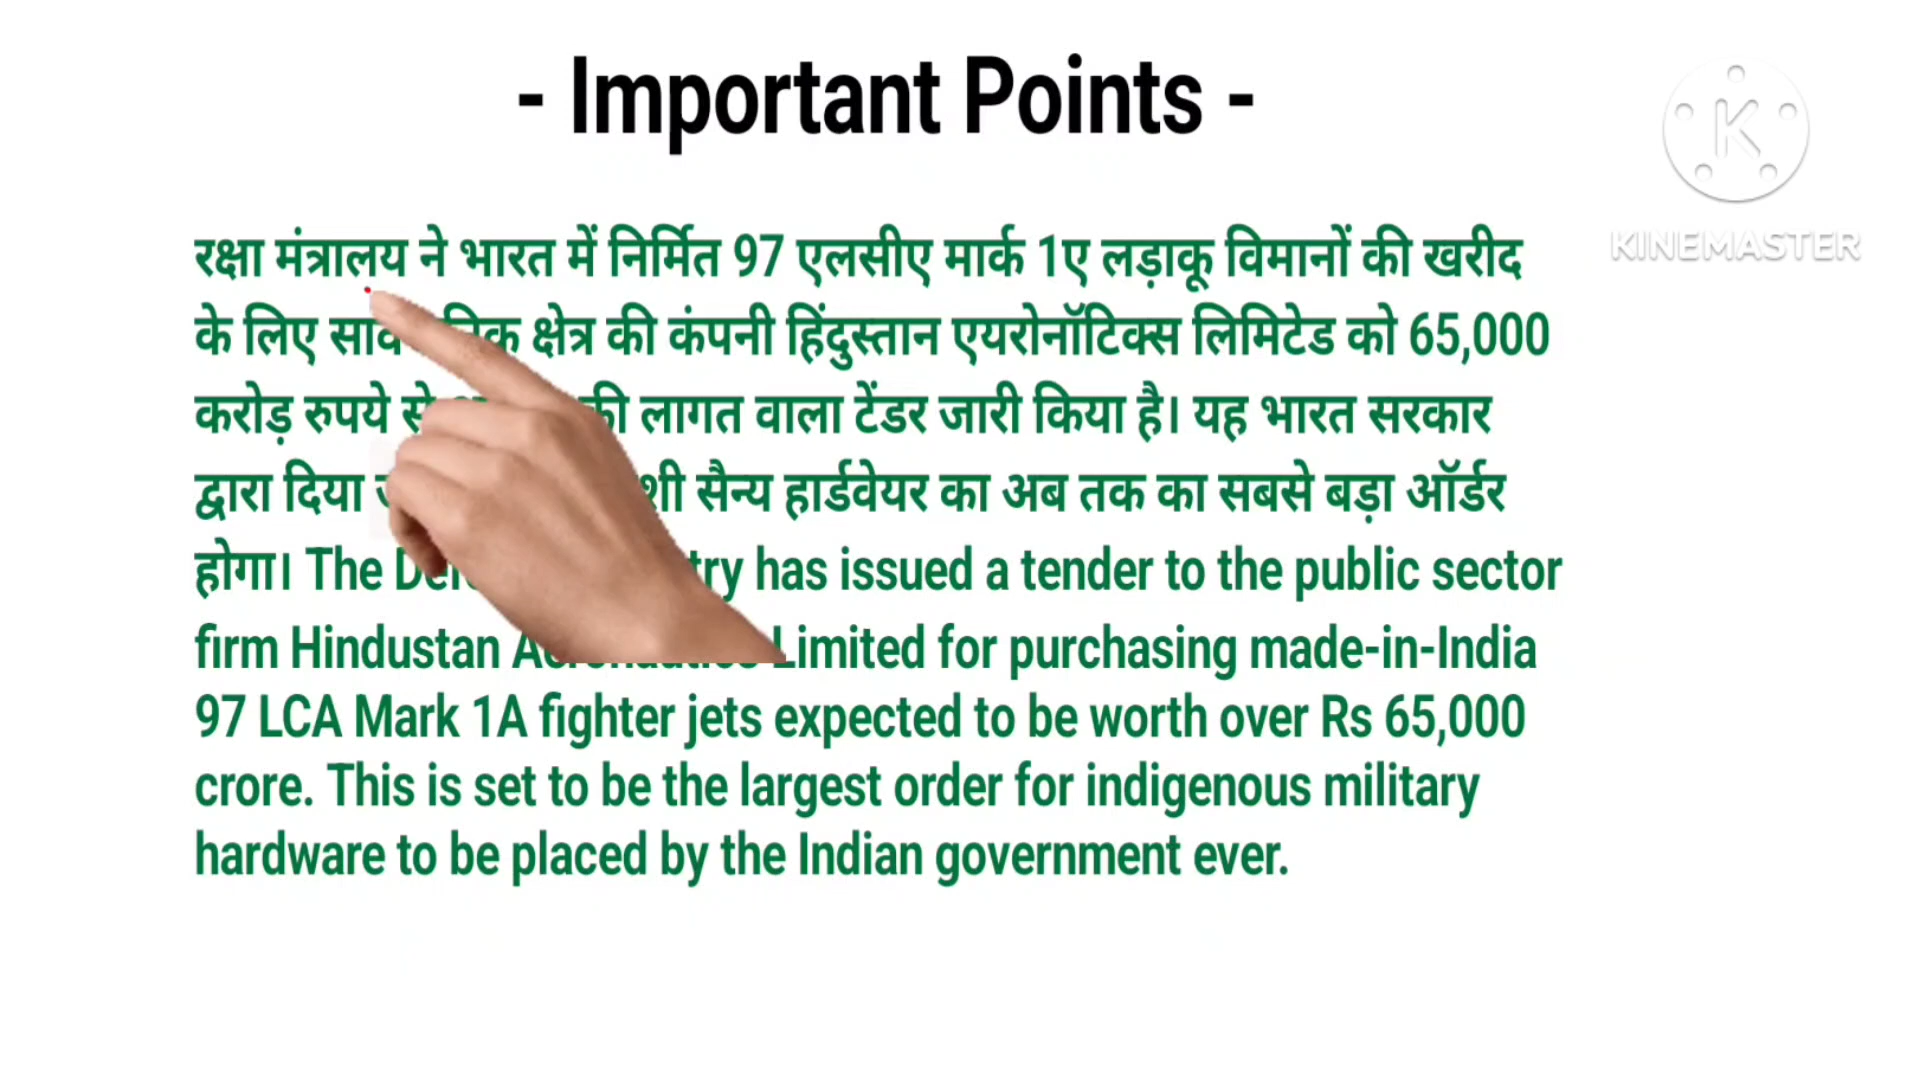 - Important Points -
K
KINEMASTER
रक्षा मंत्रालय ने भारत में निर्मित 97 एलसीए मार्क 1ए लड़ाकू विमानों की खरीद
के लिए क्षेत्र की कंपनी हिंदुस्तान एयरोनॉटिक्स लिमिटेड को 65,000
करोड़ रुपये की लागत वाला टेंडर जारी किया है। यह भारत सरकार
द्वारा दिया सैन्य हार्डवेयर का अब तक का सबसे बड़ा ऑर्डर
होगा। The has issued a tender to the public sector
firm Hindustan Limited for purchasing made-in-India
97 LCA Mark 1A fighter jets expected to be worth over Rs 65,000
crore. This is set to be the largest order for indigenous military
hardware to be placed by the Indian government ever.